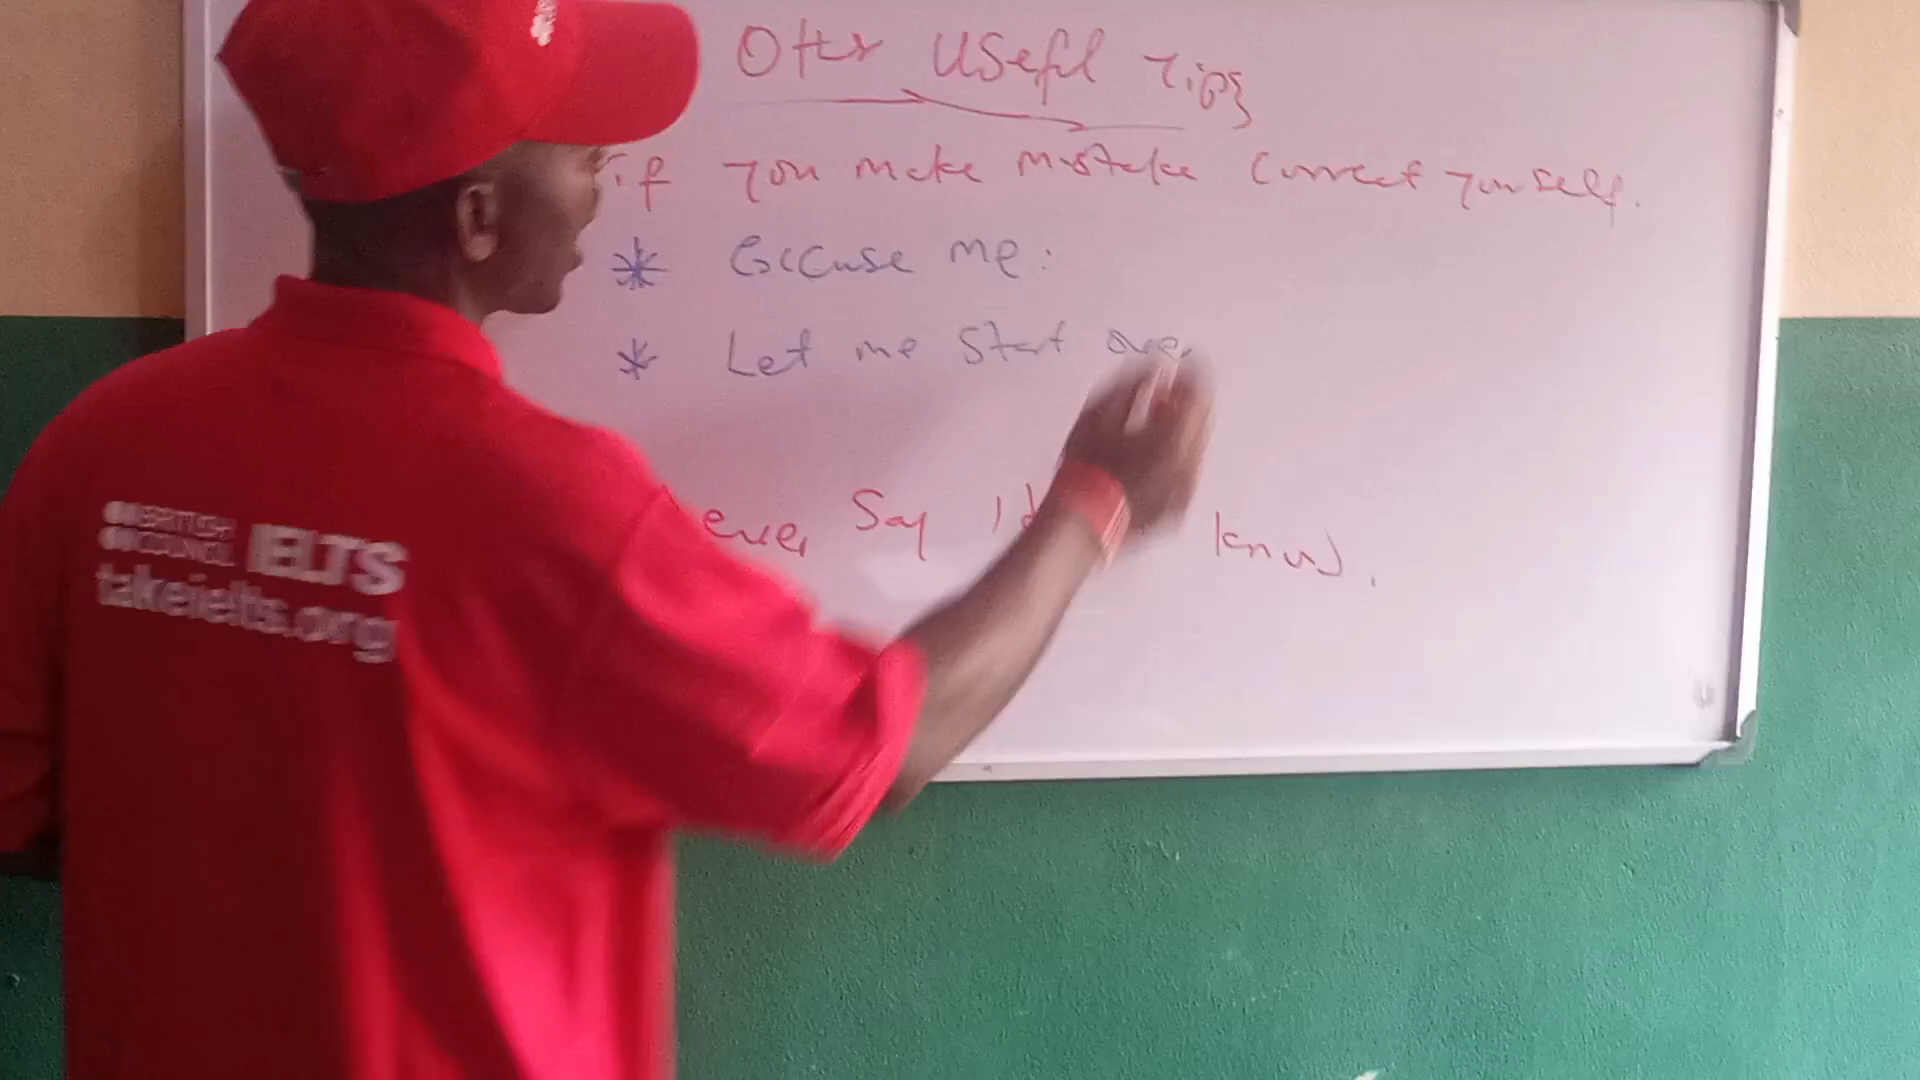 Other Useful Tips
if you make mistake correct yourself.
* Excuse me:
* Let me start over
ever Say I know.
BRITISH COUNCIL IELTS
takeielts.org